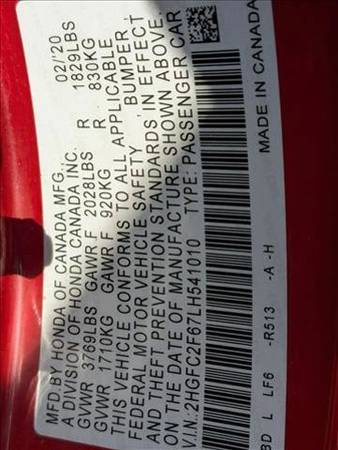 MFD.BY HONDA OF CANADA MFG. 02/'20
A DIVISION OF HONDA CANADA INC.
GVWR 3769LBS GAWR F 2028LBS R 1829LBS
GVWR 1710KG GAWR F 920KG R 830KG
THIS VEHICLE CONFORMS TO ALL APPLICABLE
FEDERAL MOTOR VEHICLE SAFETY, BUMPER,
AND THEFT PREVENTION STANDARDS IN EFFECT
ON THE DATE OF MANUFACTURE SHOWN ABOVE.
V.I.N.:2HGFC2F67LH541010 TYPE: PASSENGER CAR
BD L LF6 -R513 -A -H MADE IN CANADA